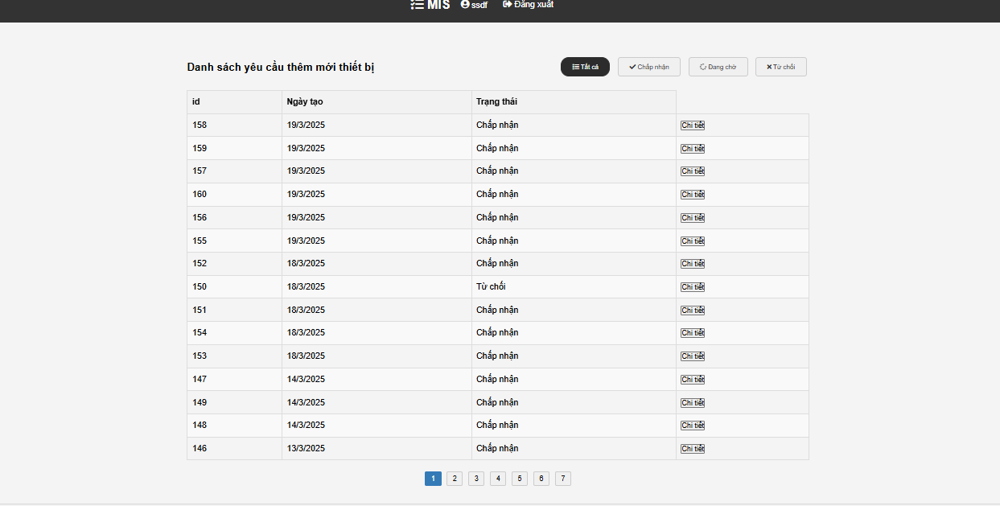 MIS ssdf Đăng xuất
Danh sách yêu cầu thêm mới thiết bị Tất cả Chấp nhận Đang chờ Từ chối
id Ngày tạo Trạng thái
158 19/3/2025 Chấp nhận Chi tiết
159 19/3/2025 Chấp nhận Chi tiết
157 19/3/2025 Chấp nhận Chi tiết
160 19/3/2025 Chấp nhận Chi tiết
156 19/3/2025 Chấp nhận Chi tiết
155 19/3/2025 Chấp nhận Chi tiết
152 18/3/2025 Chấp nhận Chi tiết
150 18/3/2025 Từ chối Chi tiết
151 18/3/2025 Chấp nhận Chi tiết
154 18/3/2025 Chấp nhận Chi tiết
153 18/3/2025 Chấp nhận Chi tiết
147 14/3/2025 Chấp nhận Chi tiết
149 14/3/2025 Chấp nhận Chi tiết
148 14/3/2025 Chấp nhận Chi tiết
146 13/3/2025 Chấp nhận Chi tiết
1 2 3 4 5 6 7